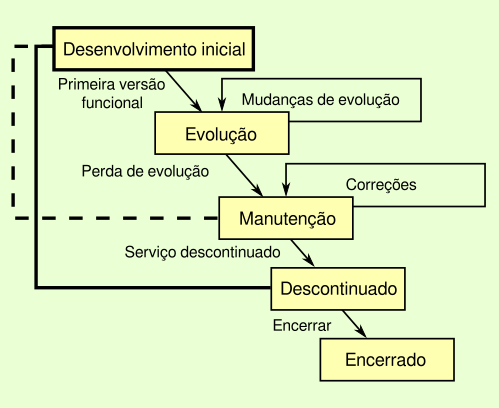 Desenvolvimento inicial
Primeira versão
funcional
Mudanças de evolução
Evolução
Perda de evolução
Correções
Manutenção
Serviço descontinuado
Descontinuado
Encerrar
Encerrado